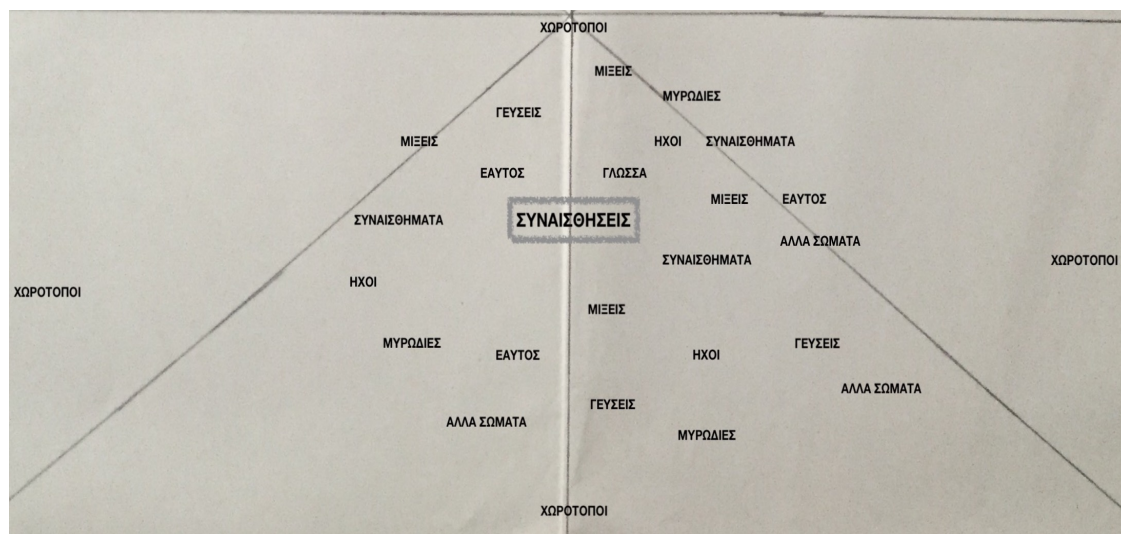 ΧΩΡΟΤΟΠΟΙ
ΜΙΞΕΙΣ
ΜΥΡΩΔΙΕΣ
ΓΕΥΣΕΙΣ
ΜΙΞΕΙΣ
ΗΧΟΙ
ΣΥΝΑΙΣΘΗΜΑΤΑ
ΕΑΥΤΟΣ
ΓΛΩΣΣΑ
ΜΙΞΕΙΣ
ΕΑΥΤΟΣ
ΣΥΝΑΙΣΘΗΜΑΤΑ
ΣΥΝΑΙΣΘΗΣΕΙΣ
ΑΛΛΑ ΣΩΜΑΤΑ
ΣΥΝΑΙΣΘΗΜΑΤΑ
ΧΩΡΟΤΟΠΟΙ
ΗΧΟΙ
ΧΩΡΟΤΟΠΟΙ
ΜΙΞΕΙΣ
ΜΥΡΩΔΙΕΣ
ΕΑΥΤΟΣ
ΗΧΟΙ
ΓΕΥΣΕΙΣ
ΑΛΛΑ ΣΩΜΑΤΑ
ΓΕΥΣΕΙΣ
ΑΛΛΑ ΣΩΜΑΤΑ
ΜΥΡΩΔΙΕΣ
ΧΩΡΟΤΟΠΟΙ